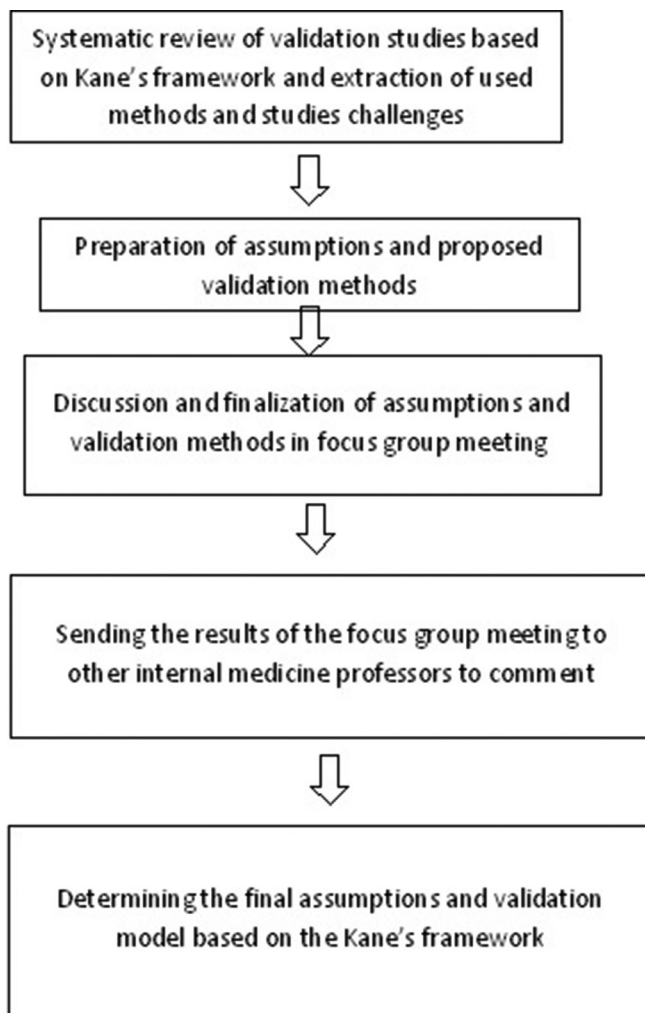 Systematic review of validation studies based
on Kane's framework and extraction of used
methods and studies challenges
Preparation of assumptions and proposed
validation methods
Discussion and finalization of assumptions and
validation methods in focus group meeting
Sending the results of the focus group meeting to
other internal medicine professors to comment
Determining the final assumptions and validation
model based on the Kane's framework